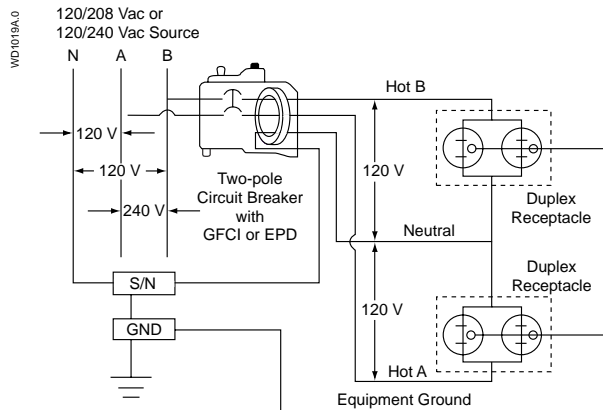 WD1019A.0
120/208 Vac or
120/240 Vac Source
N A B
Hot B
120 V
120 V
240 V
Two-pole
Circuit Breaker
with
GFCI or EPD
120 V
Duplex
Receptacle
Neutral
Duplex
Receptacle
S/N
120 V
GND
Hot A
Equipment Ground